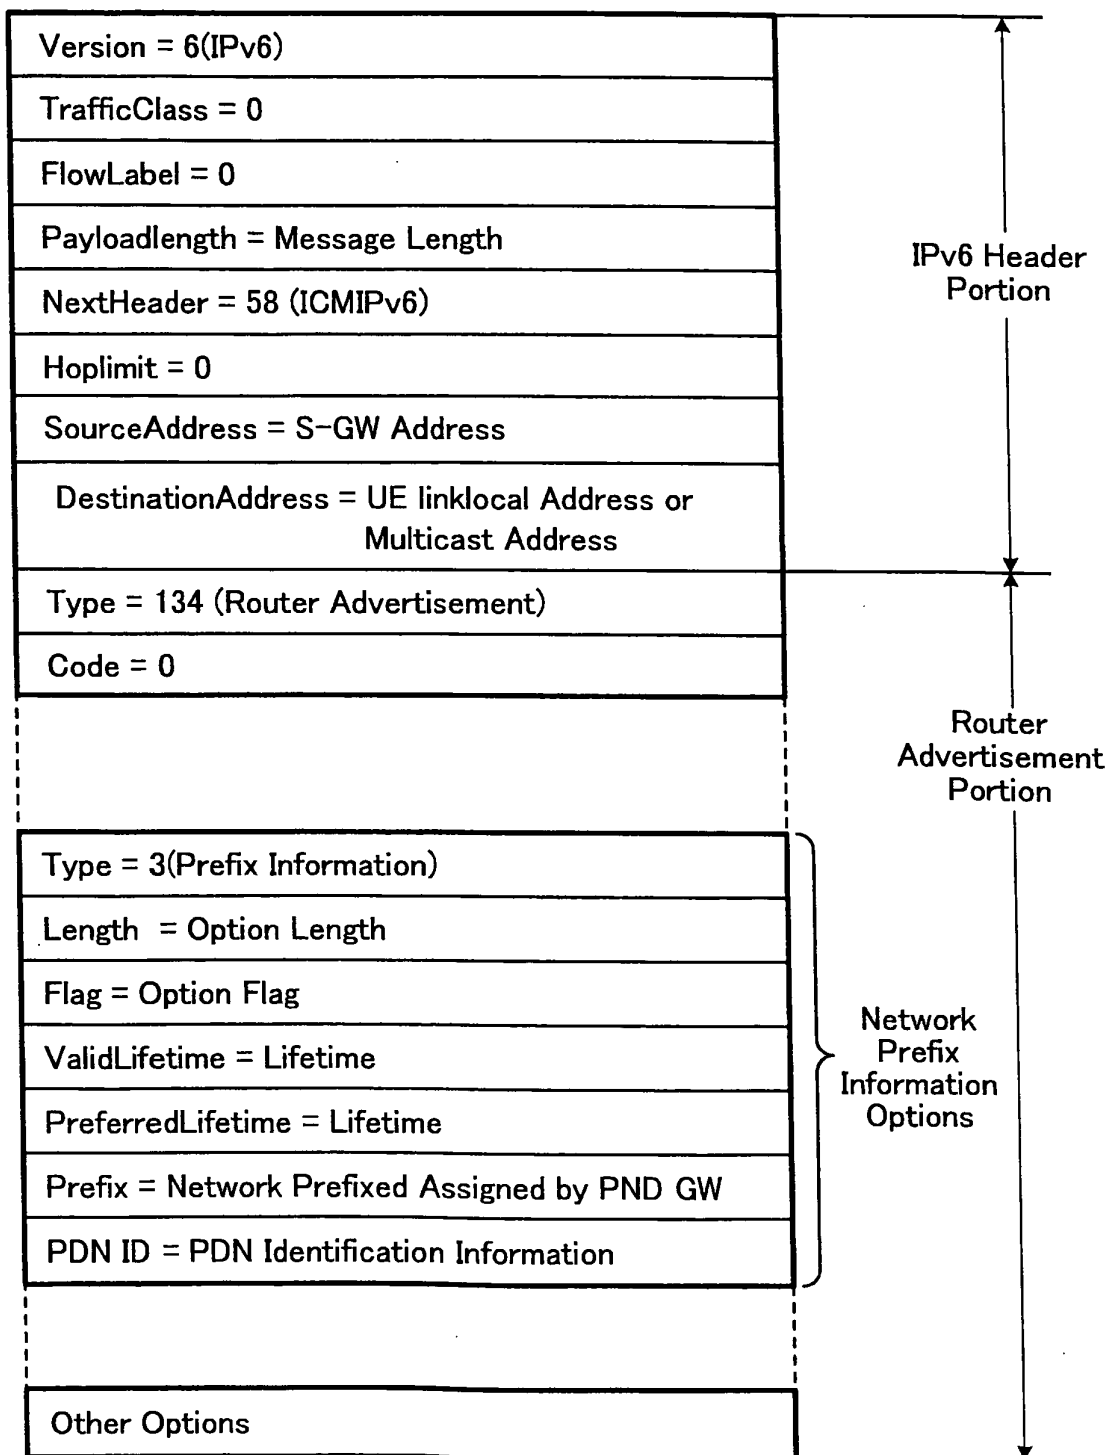 Version = 6(IPv6)
TrafficClass = 0
FlowLabel = 0
Payloadlength = Message Length
NextHeader = 58 (ICMIPv6)
Hoplimit = 0
SourceAddress = S-GW Address
DestinationAddress = UE linklocal Address or
Multicast Address
IPv6 Header
Portion
Type = 134 (Router Advertisement)
Code = 0
Router
Advertisement
Portion
Type = 3(Prefix Information)
Length = Option Length
Flag = Option Flag
ValidLifetime = Lifetime
PreferredLifetime = Lifetime
Prefix = Network Prefixed Assigned by PND GW
PDN ID = PDN Identification Information
Network
Prefix
Information
Options
Other Options